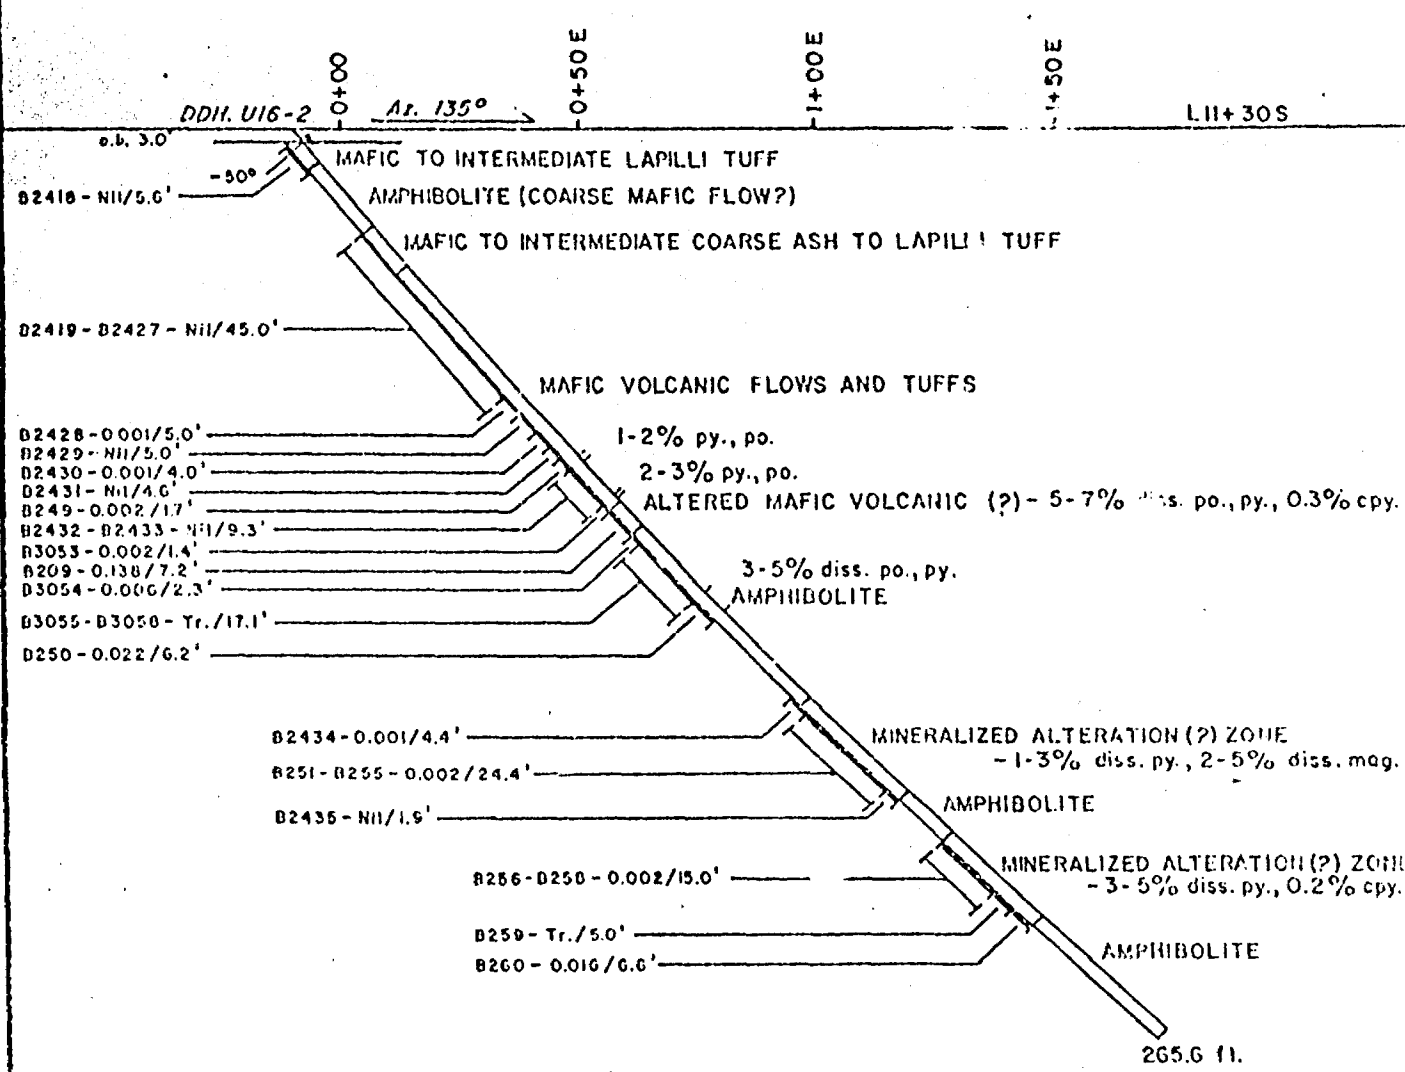 0+00
0+50 E
1+00 E
1+50 E
DDH. U16-2
Az. 135°
L11+30S
o.b. 3.0'
-50°
MAFIC TO INTERMEDIATE LAPILLI TUFF
B2418 - Nil/5.6'
AMPHIBOLITE (COARSE MAFIC FLOW?)
MAFIC TO INTERMEDIATE COARSE ASH TO LAPILLI TUFF
B2419 - B2427 - Nil/45.0'
MAFIC VOLCANIC FLOWS AND TUFFS
B2428 - 0.001/5.0'
1-2% py., po.
B2429 - Nil/5.0'
B2430 - 0.001/4.0'
2-3% py., po.
B2431 - Nil/4.6'
ALTERED MAFIC VOLCANIC (?) - 5-7% diss. po., py., 0.3% cpy.
B249 - 0.002/1.7'
B2432 - B2433 - Nil/9.3'
B3053 - 0.002/1.4'
B209 - 0.138/7.2'
3-5% diss. po., py.
B3054 - 0.006/2.3'
AMPHIBOLITE
B3055 - B3058 - Tr./17.1'
B250 - 0.022/6.2'
B2434 - 0.001/4.4'
MINERALIZED ALTERATION (?) ZONE
- 1-3% diss. py., 2-5% diss. mag.
B251 - B255 - 0.002/24.4'
AMPHIBOLITE
B2435 - Nil/1.9'
MINERALIZED ALTERATION (?) ZONE
- 3-5% diss. py., 0.2% cpy.
B256 - B258 - 0.002/15.0'
B259 - Tr./5.0'
AMPHIBOLITE
B260 - 0.016/6.6'
265.6 ft.